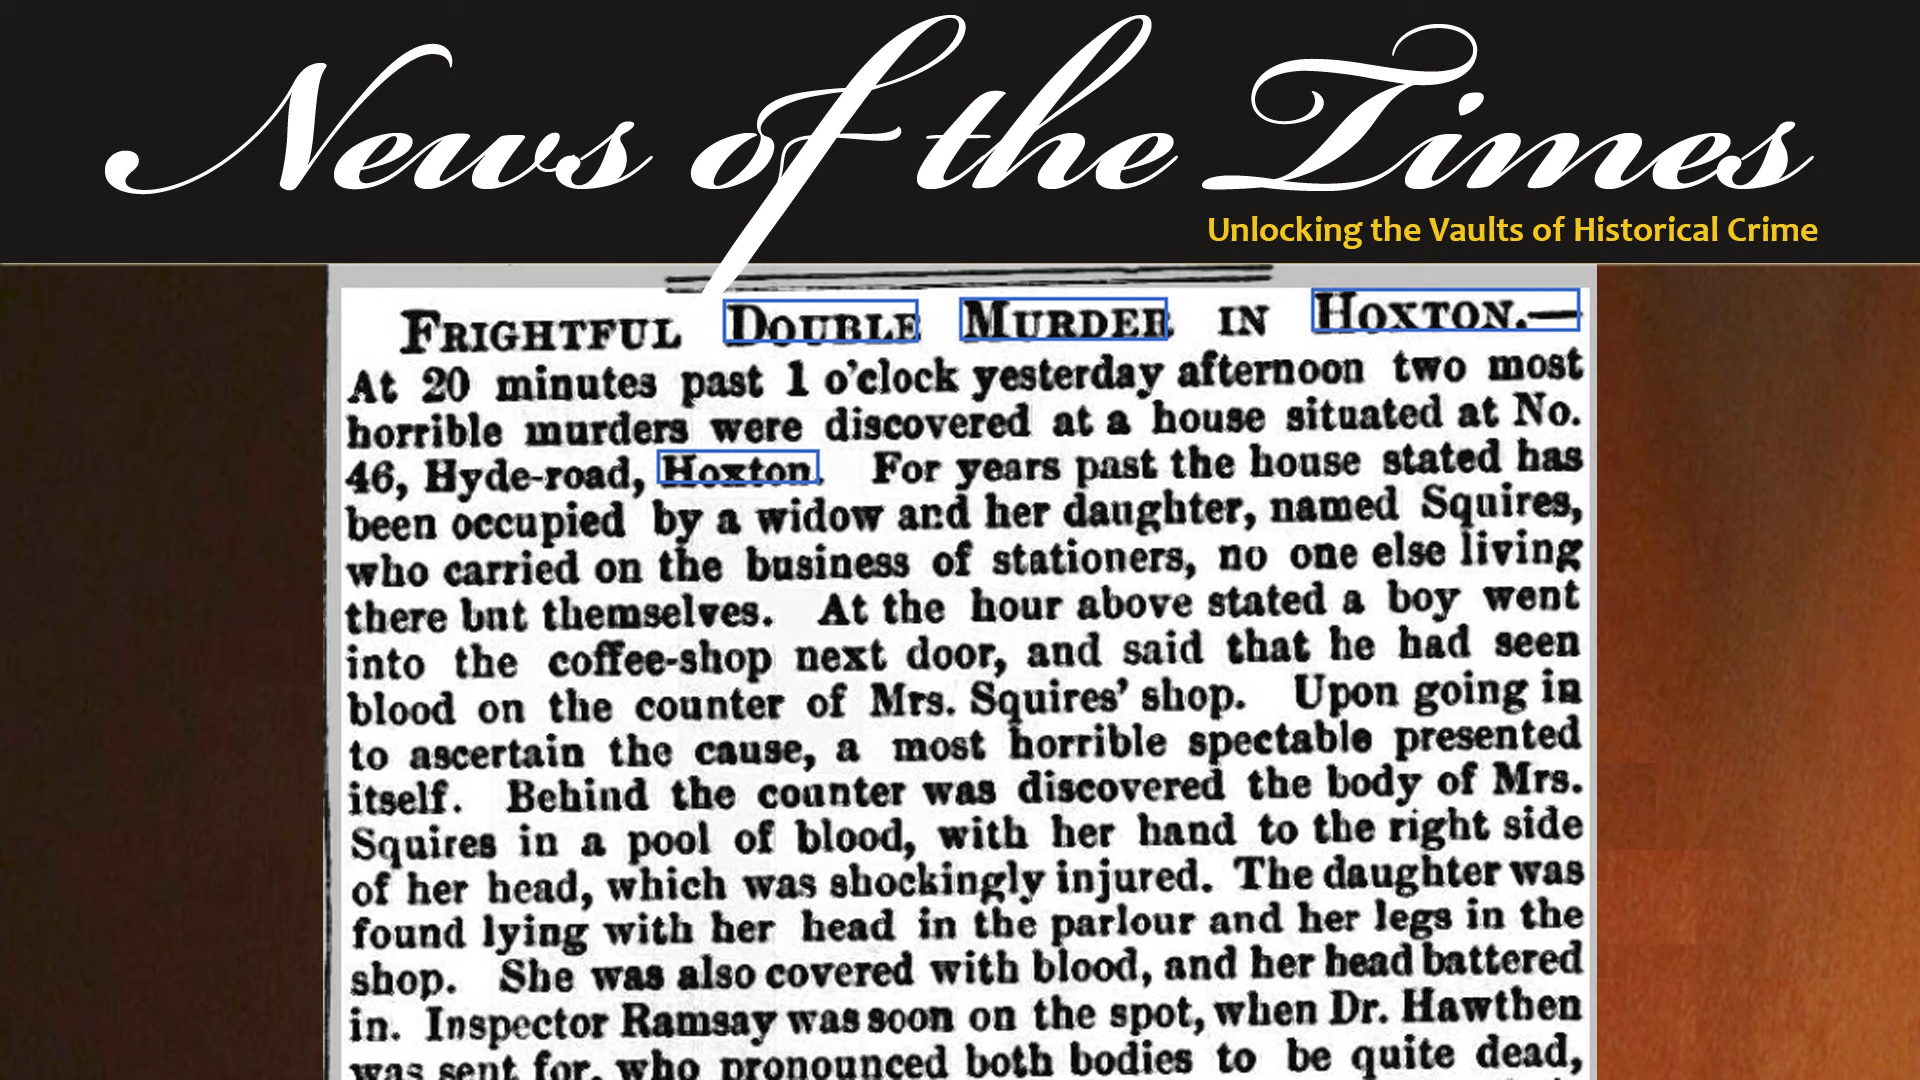 News of the Times
Unlocking the Vaults of Historical Crime
FRIGHTFUL DOUBLE MURDER IN HOXTON.—
At 20 minutes past 1 o'clock yesterday afternoon two most
horrible murders were discovered at a house situated at No.
46, Hyde-road, Hoxton. For years past the house stated has
been occupied by a widow and her daughter, named Squires,
who carried on the business of stationers, no one else living
there but themselves. At the hour above stated a boy went
into the coffee-shop next door, and said that he had seen
blood on the counter of Mrs. Squires' shop. Upon going in
to ascertain the cause, a most horrible spectable presented
itself. Behind the counter was discovered the body of Mrs.
Squires in a pool of blood, with her hand to the right side
of her head, which was shockingly injured. The daughter was
found lying with her head in the parlour and her legs in the
shop. She was also covered with blood, and her head battered
in. Inspector Ramsay was soon on the spot, when Dr. Hawthen
was sent for, who pronounced both bodies to be quite dead,